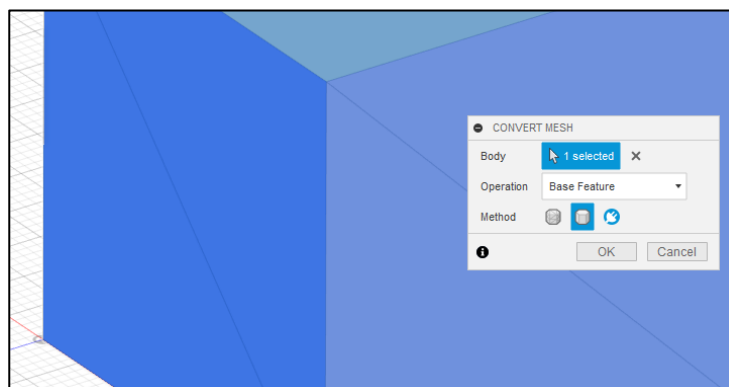 CONVERT MESH
Body 1 selected
Operation Base Feature
Method
OK Cancel